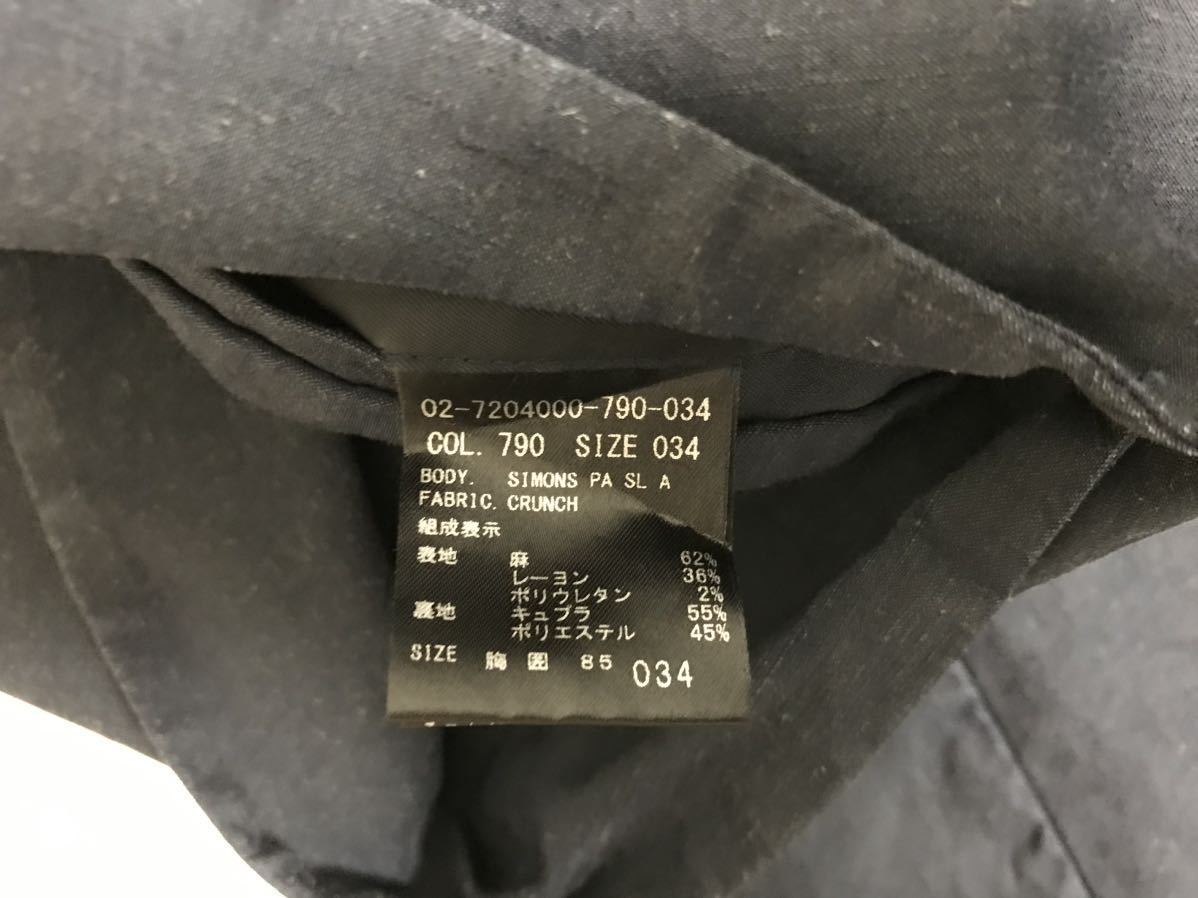 02-7204000-790-034
COL. 790 SIZE 034
BODY. SIMONS PA SL A
FABRIC. CRUNCH
組成表示
表地 麻 62%
レーヨン 36%
ポリウレタン 2%
裏地 キュプラ 55%
ポリエステル 45%
SIZE 胸囲 85 034